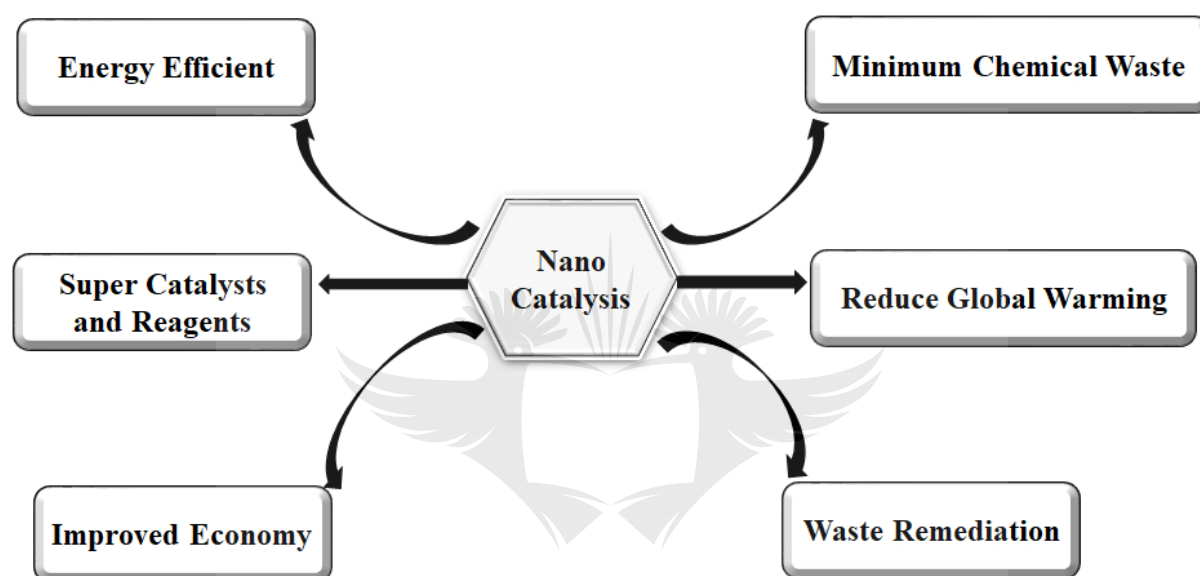 Energy Efficient
Minimum Chemical Waste
Nano
Catalysis
Super Catalysts
and Reagents
Reduce Global Warming
Improved Economy
Waste Remediation